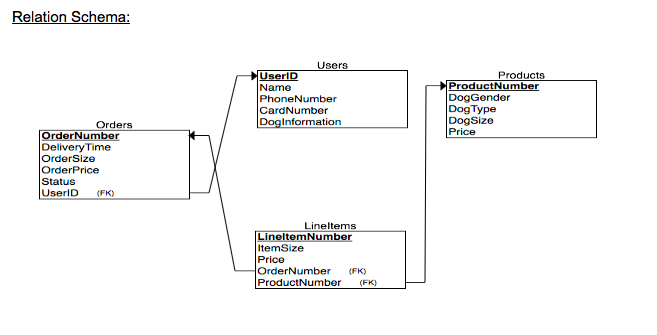 Relation Schema:
Users
UserID
Name
PhoneNumber
CardNumber
DogInformation
Products
ProductNumber
DogGender
DogType
DogSize
Price
Orders
OrderNumber
DeliveryTime
OrderSize
OrderPrice
Status
UserID (FK)
LineItems
LineItemNumber
ItemSize
Price
OrderNumber (FK)
ProductNumber (FK)